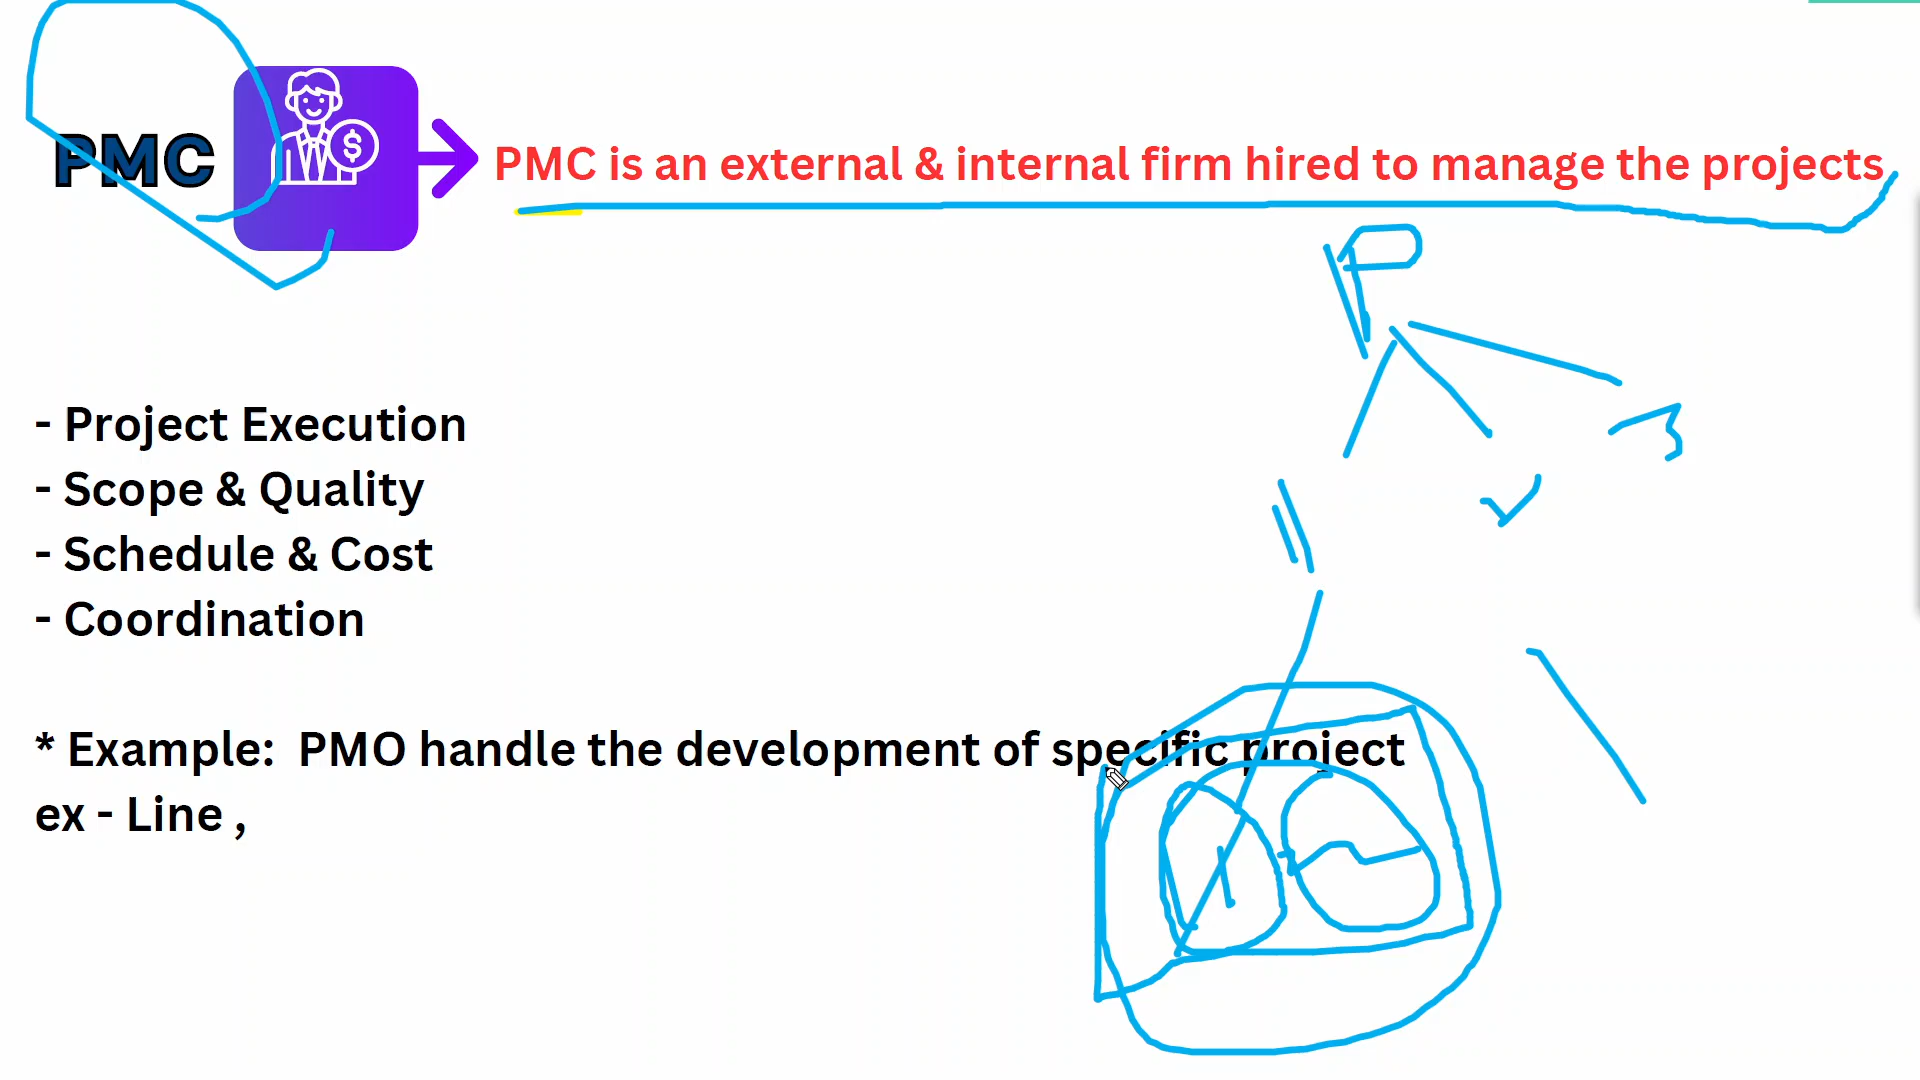 PMC
$
PMC is an external & internal firm hired to manage the projects
- Project Execution
- Scope & Quality
- Schedule & Cost
- Coordination
* Example: PMO handle the development of specific project
ex - Line ,